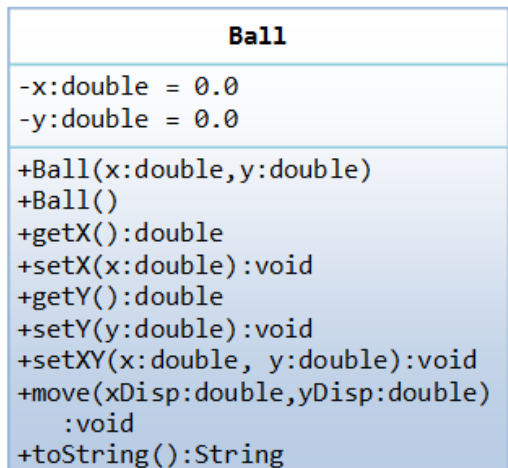 Ball
-x:double = 0.0
-y:double = 0.0
+Ball(x:double,y:double)
+Ball()
+getX():double
+setX(x:double):void
+getY():double
+setY(y:double):void
+setXY(x:double, y:double):void
+move(xDisp:double,yDisp:double)
:void
+toString():String